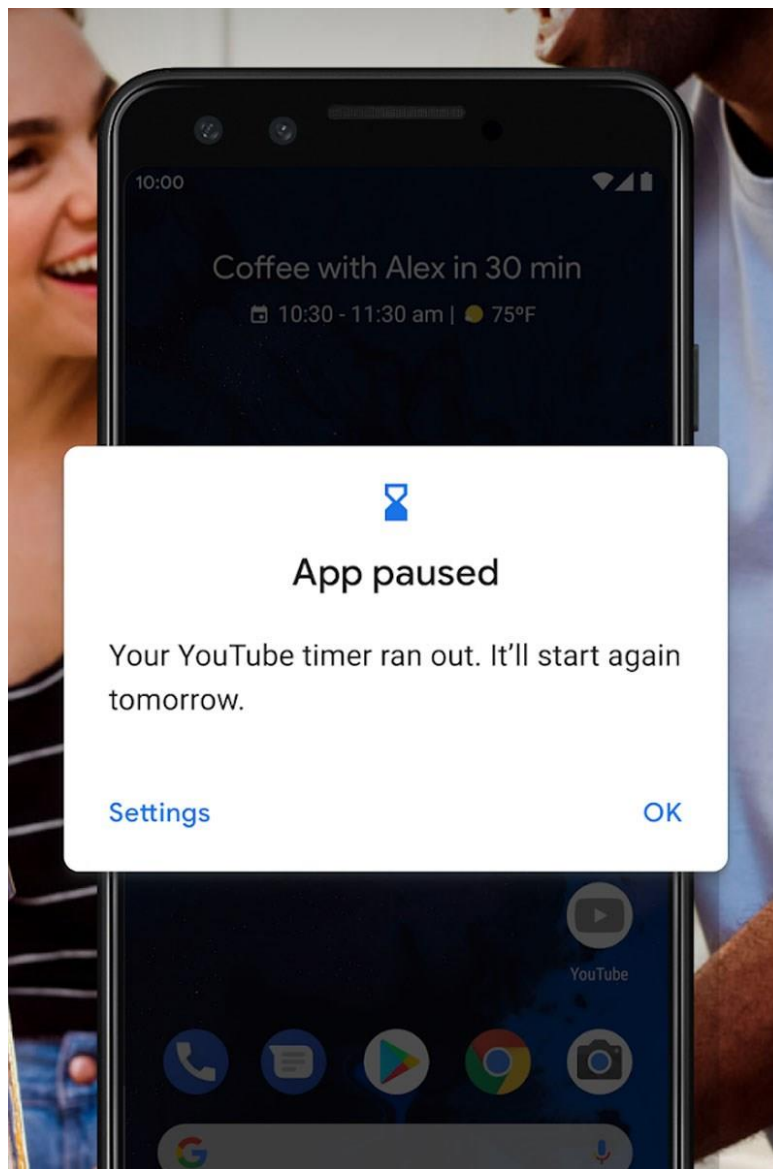 10:00
Coffee with Alex in 30 min
10:30 - 11:30 am | 75°F
App paused
Your YouTube timer ran out. It’ll start again
tomorrow.
Settings
OK
YouTube
G